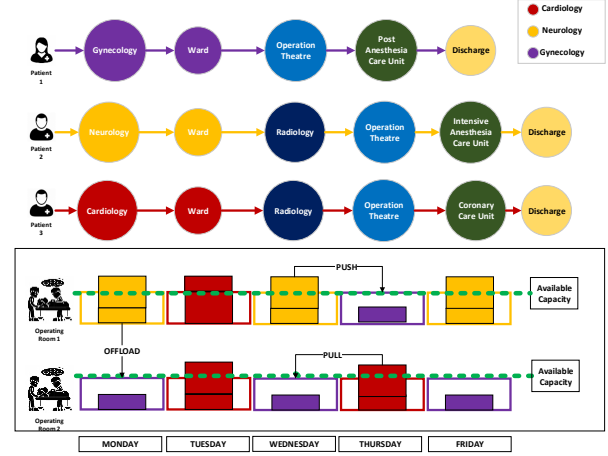 Cardiology
Neurology
Gynecology
Gynecology
Ward
Operation
Theatre
Post
Anesthesia
Care Unit
Discharge
Patient
1
Neurology
Ward
Radiology
Operation
Theatre
Intensive
Anesthesia
Care Unit
Discharge
Patient
2
Cardiology
Ward
Radiology
Operation
Theatre
Coronary
Care Unit
Discharge
Patient
3
PUSH
Available
Capacity
Operating
Room 1
OFFLOAD
PULL
Available
Capacity
Operating
Room 2
MONDAY
TUESDAY
WEDNESDAY
THURSDAY
FRIDAY